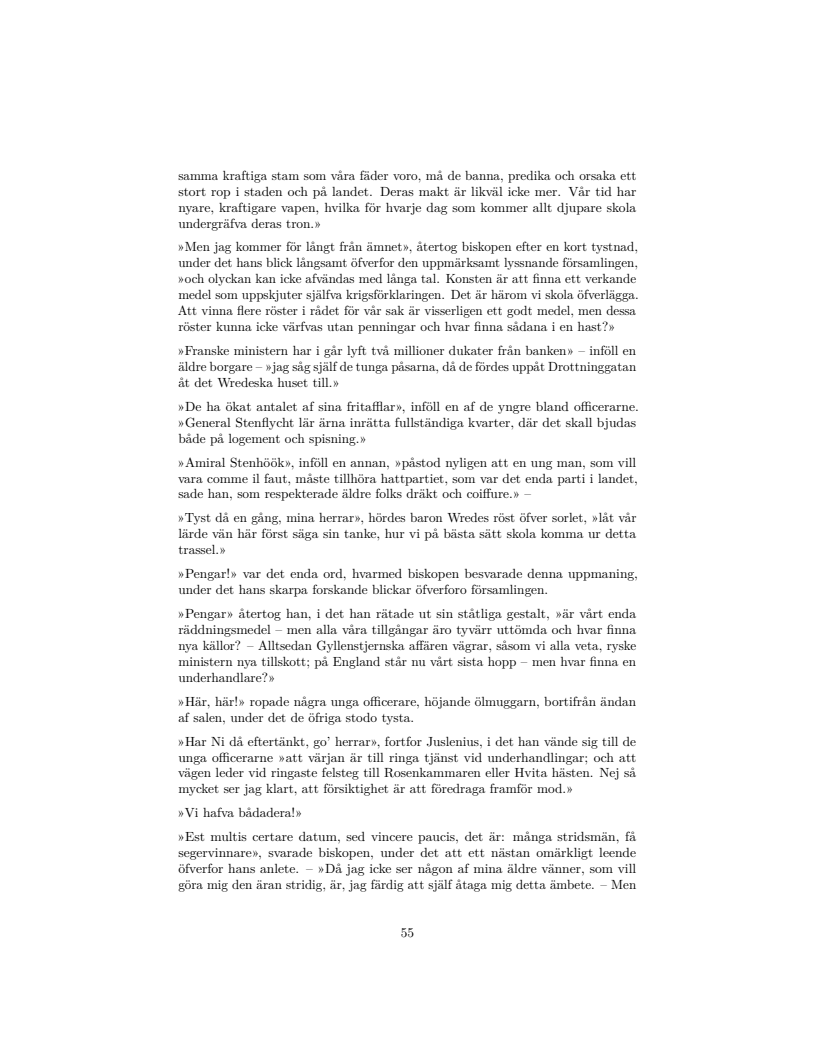 samma kraftiga stam som våra fäder voro, må de banna, predika och orsaka ett
stort rop i staden och på landet. Deras makt är likväl icke mer. Vår tid har
nyare, kraftigare vapen, hvilka för hvarje dag som kommer allt djupare skola
undergräfva deras tron.»
»Men jag kommer för långt från ämnet», återtog biskopen efter en kort tystnad,
under det hans blick långsamt öfverfor den uppmärksamt lyssnande församlingen,
»och olyckan kan icke afvändas med långa tal. Konsten är att finna ett verkande
medel som uppskjuter själfva krigsförklaringen. Det är härom vi skola öfverlägga.
Att vinna flere röster i rådet för vår sak är visserligen ett godt medel, men dessa
röster kunna icke värfvas utan penningar och hvar finna sådana i en hast?»
»Franske ministern har i går lyft två millioner dukater från banken» – inföll en
äldre borgare – »jag såg själf de tunga påsarna, då de fördes uppåt Drottninggatan
åt det Wredeska huset till.»
»De ha ökat antalet af sina fritafflar», inföll en af de yngre bland officerarne.
»General Stenflycht lär ärna inrätta fullständiga kvarter, där det skall bjudas
både på logement och spisning.»
»Amiral Stenhöök», inföll en annan, »påstod nyligen att en ung man, som vill
vara comme il faut, måste tillhöra hattpartiet, som var det enda parti i landet,
sade han, som respekterade äldre folks dräkt och coiffure.» –
»Tyst då en gång, mina herrar», hördes baron Wredes röst öfver sorlet, »låt vår
lärde vän här först säga sin tanke, hur vi på bästa sätt skola komma ur detta
trassel.»
»Pengar!» var det enda ord, hvarmed biskopen besvarade denna uppmaning,
under det hans skarpa forskande blickar öfverforo församlingen.
»Pengar» återtog han, i det han rätade ut sin ståtliga gestalt, »är vårt enda
räddningsmedel – men alla våra tillgångar äro tyvärr uttömda och hvar finna
nya källor? – Alltsedan Gyllenstjernska affären vägrar, såsom vi alla veta, ryske
ministern nya tillskott; på England står nu vårt sista hopp – men hvar finna en
underhandlare?»
»Här, här!» ropade några unga officerare, höjande ölmuggarn, bortifrån ändan
af salen, under det de öfriga stodo tysta.
»Har Ni då eftertänkt, go’ herrar», fortfor Juslenius, i det han vände sig till de
unga officerarne »att värjan är till ringa tjänst vid underhandlingar; och att
vägen leder vid ringaste felsteg till Rosenkammaren eller Hvita hästen. Nej så
mycket ser jag klart, att försiktighet är att föredraga framför mod.»
»Vi hafva bådadera!»
»Est multis certare datum, sed vincere paucis, det är: många stridsmän, få
segervinnare», svarade biskopen, under det att ett nästan omärkligt leende
öfverfor hans anlete. – »Då jag icke ser någon af mina äldre vänner, som vill
göra mig den äran stridig, är, jag färdig att själf åtaga mig detta ämbete. – Men
55